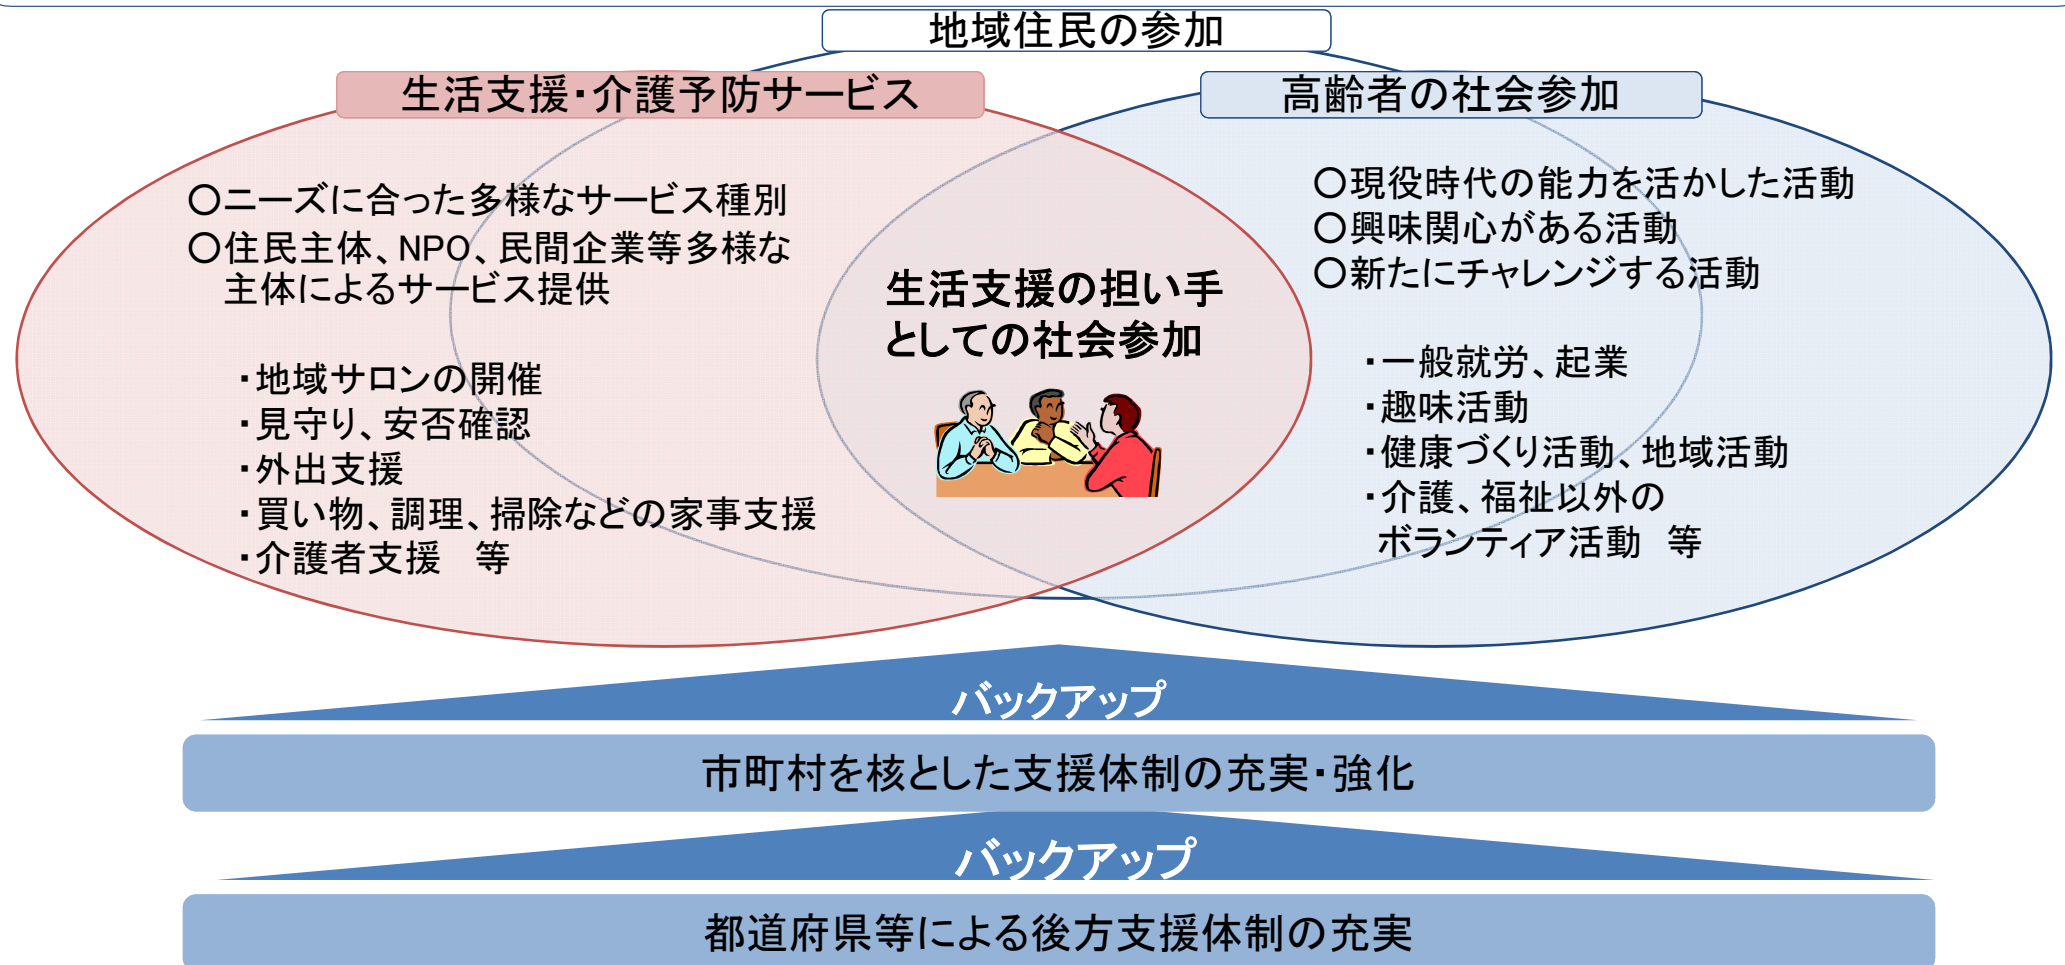 地域住民の参加
生活支援・介護予防サービス
○ニーズに合った多様なサービス種別
○住民主体、NPO、民間企業等多様な
主体によるサービス提供
・地域サロンの開催
・見守り、安否確認
・外出支援
・買い物、調理、掃除などの家事支援
・介護者支援　等
生活支援の担い手
としての社会参加
高齢者の社会参加
○現役時代の能力を活かした活動
○興味関心がある活動
○新たにチャレンジする活動
・一般就労、起業
・趣味活動
・健康づくり活動、地域活動
・介護、福祉以外の
ボランティア活動　等
バックアップ
市町村を核とした支援体制の充実・強化
バックアップ
都道府県等による後方支援体制の充実